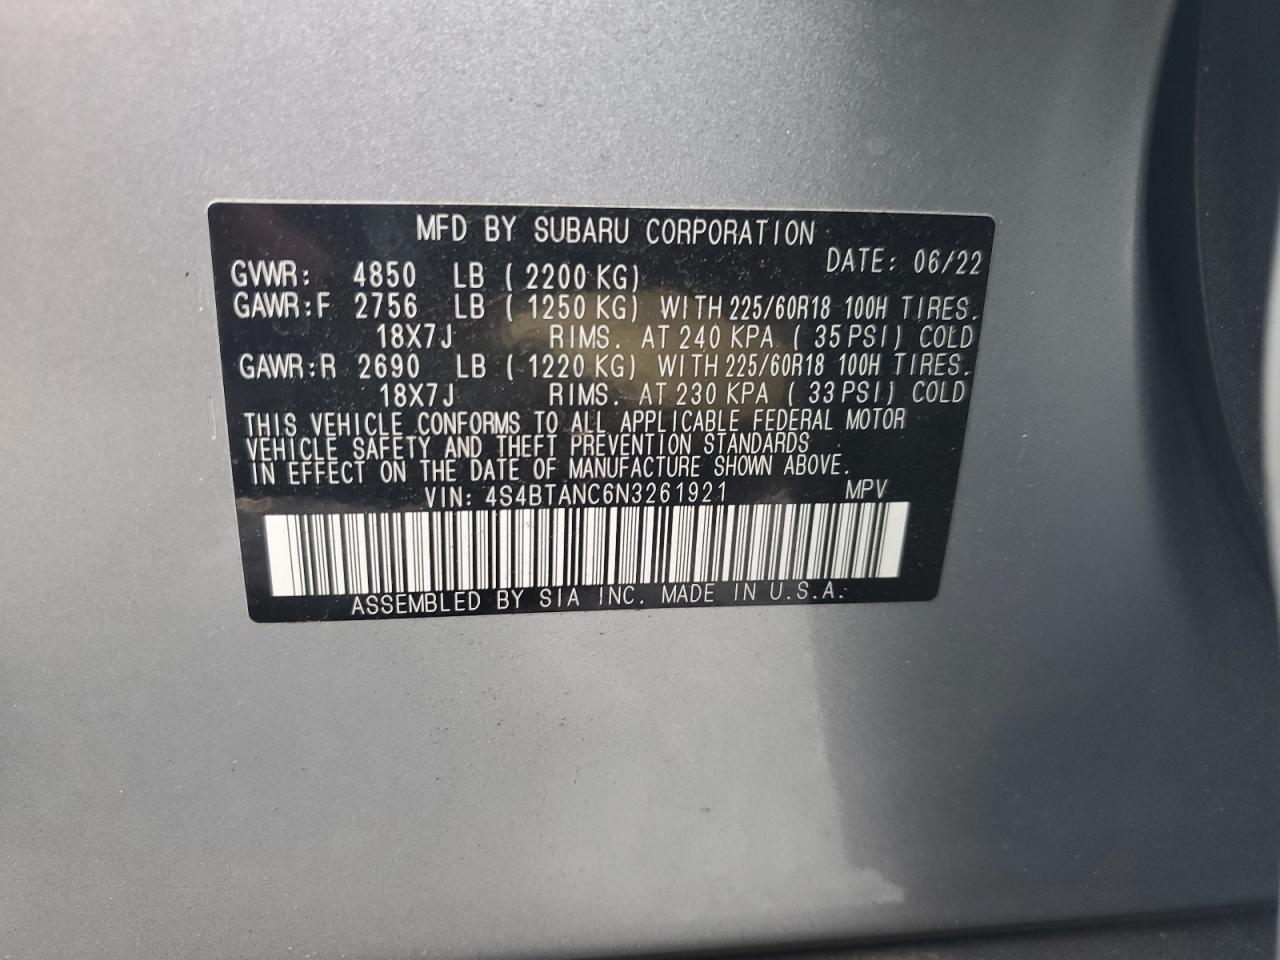 MFD BY SUBARU CORPORATION
DATE: 06/22
GVWR: 4850 LB ( 2200 KG)
GAWR:F 2756 LB ( 1250 KG) WITH 225/60R18 100H TIRES.
18X7J RIMS. AT 240 KPA ( 35 PSI) COLD
GAWR:R 2690 LB ( 1220 KG) WITH 225/60R18 100H TIRES.
18X7J RIMS. AT 230 KPA ( 33 PSI) COLD
THIS VEHICLE CONFORMS TO ALL APPLICABLE FEDERAL MOTOR
VEHICLE SAFETY AND THEFT PREVENTION STANDARDS
IN EFFECT ON THE DATE OF MANUFACTURE SHOWN ABOVE.
VIN: 4S4BTANC6N3261921 MPV
ASSEMBLED BY SIA INC. MADE IN U.S.A.